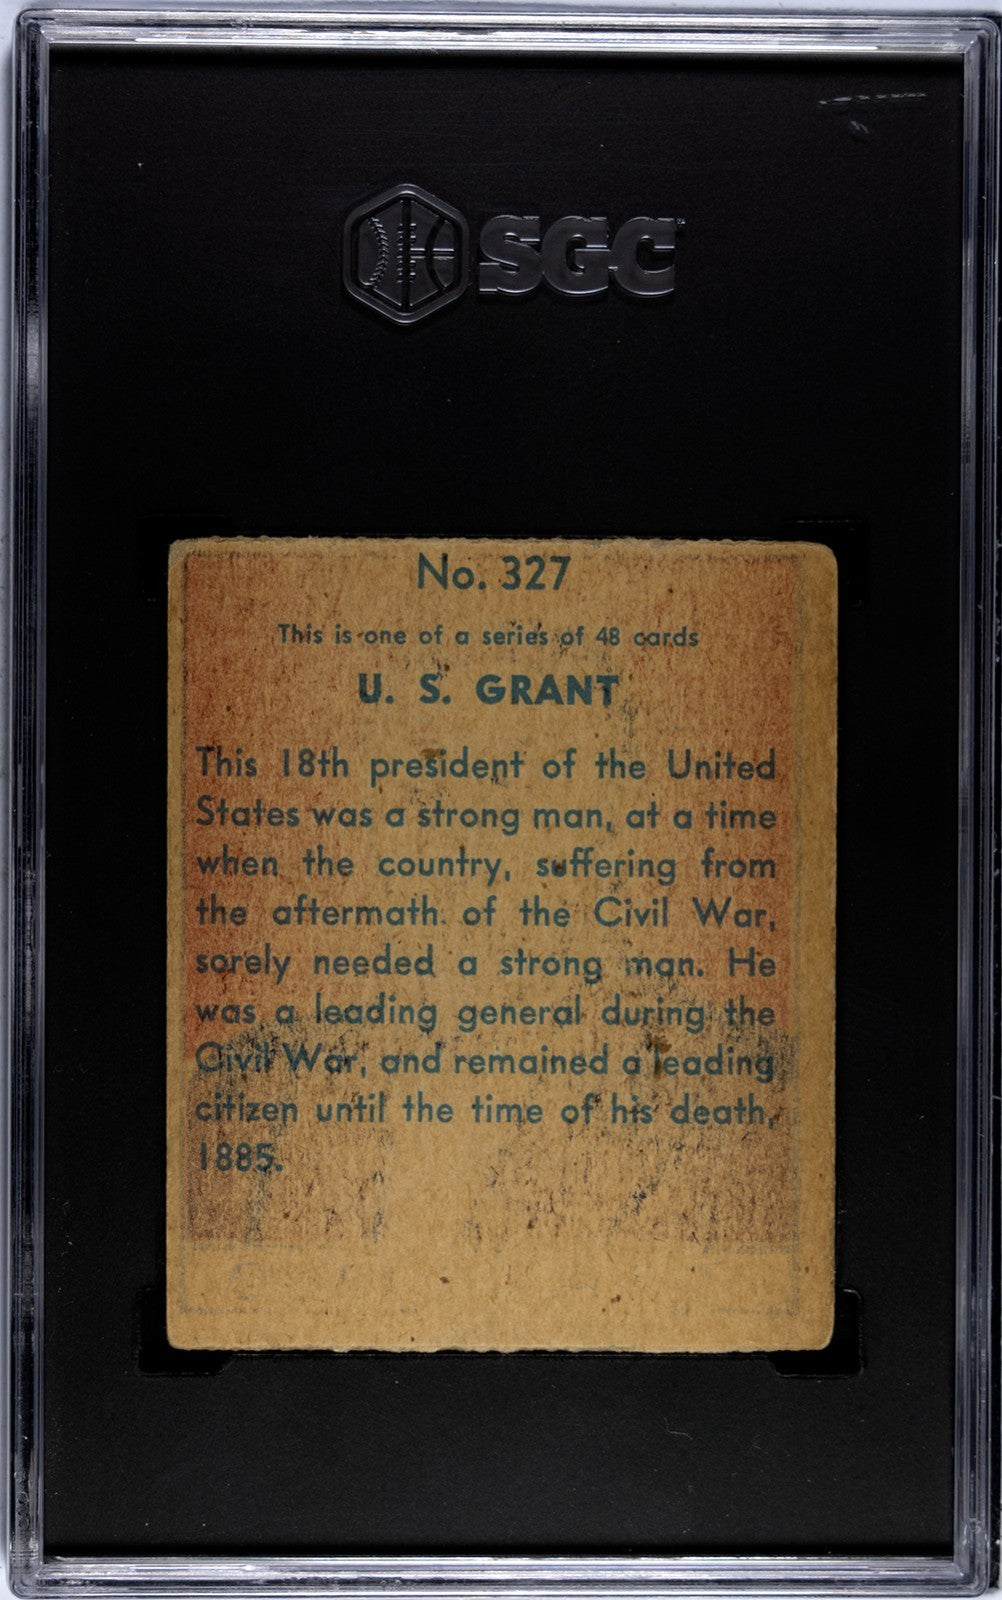 SGC
No. 327
This is one of a series of 48 cards
U. S. GRANT
This 18th president of the United
States was a strong man, at a time
when the country, suffering from
the aftermath of the Civil War,
sorely needed a strong man. He
was a leading general during the
Civil War, and remained a leading
citizen until the time of his death,
1885.